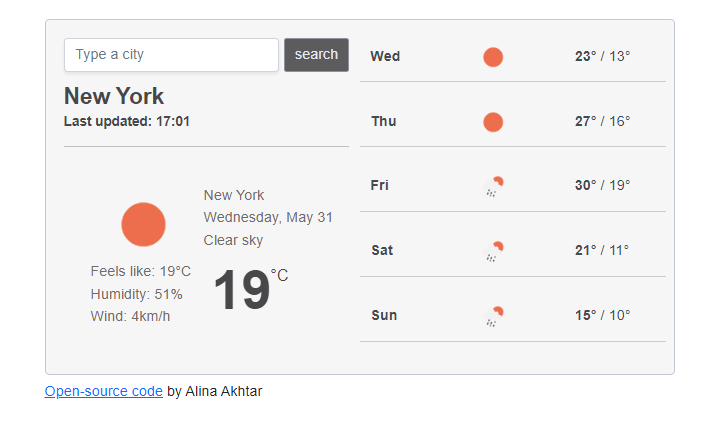 Type a city
search
New York
Last updated: 17:01
New York
Wednesday, May 31
Clear sky
Feels like: 19°C
Humidity: 51%
Wind: 4km/h
19°C
Wed 23° / 13°
Thu 27° / 16°
Fri 30° / 19°
Sat 21° / 11°
Sun 15° / 10°
Open-source code by Alina Akhtar